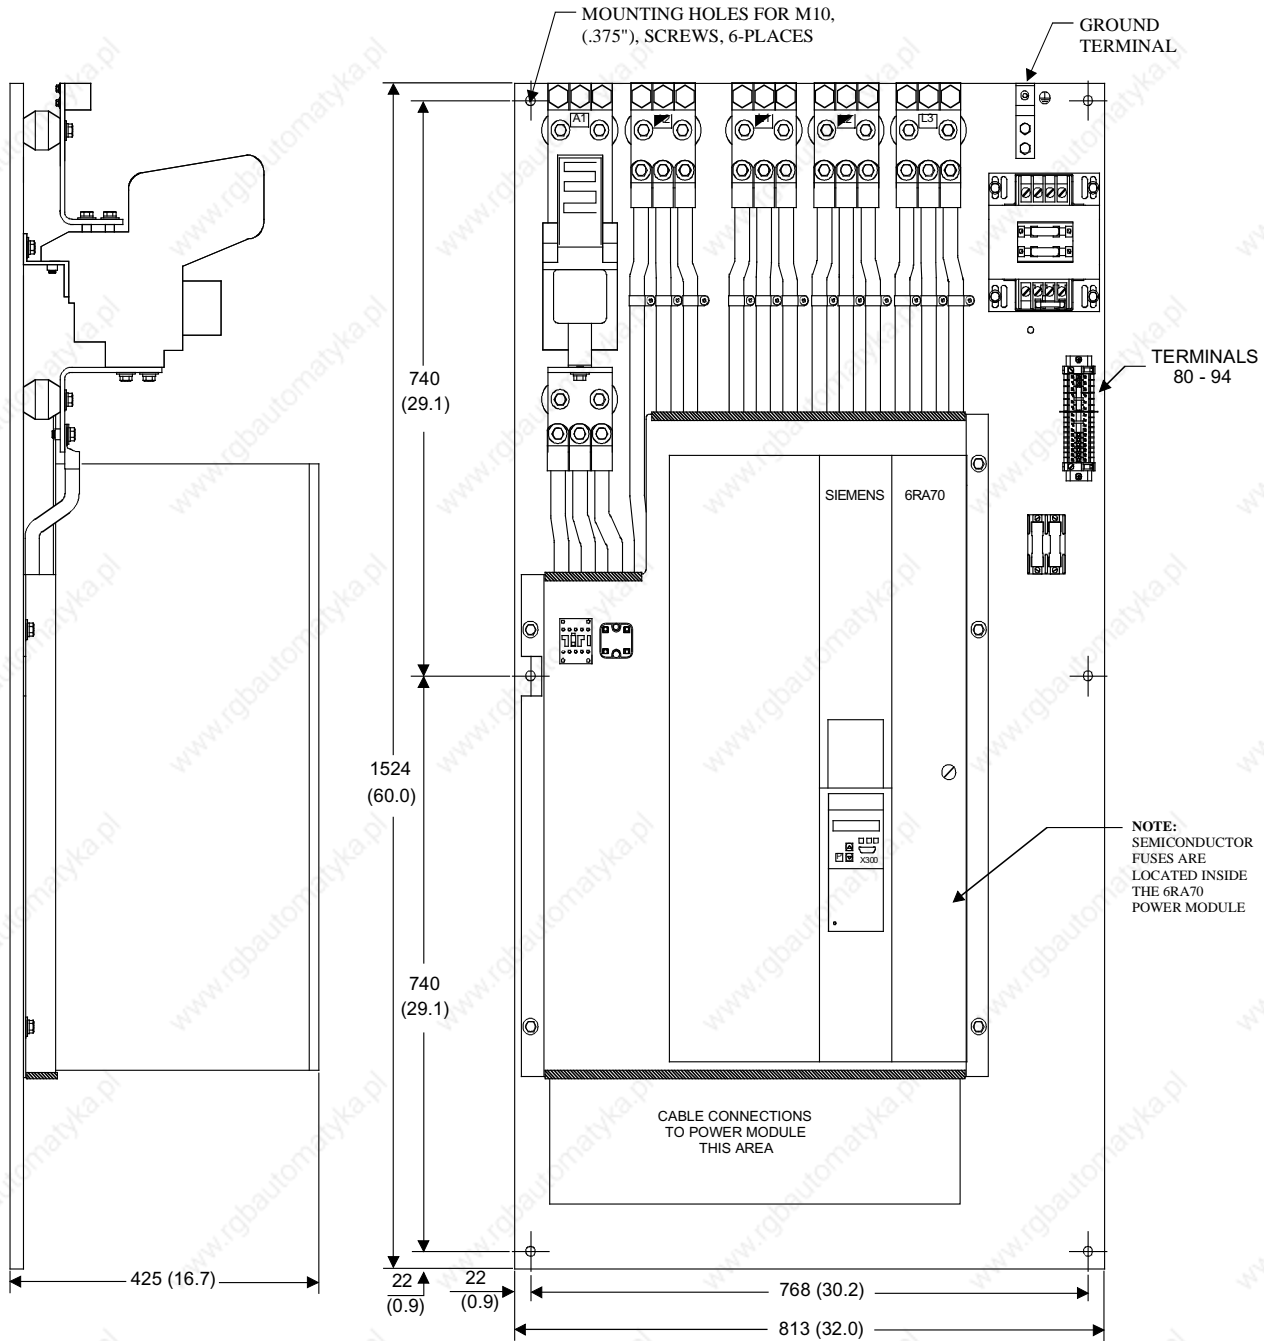 MOUNTING HOLES FOR M10,
(.375"), SCREWS, 6-PLACES
GROUND
TERMINAL
A1
L3
740
(29.1)
TERMINALS
80 - 94
SIEMENS 6RA70
1524
(60.0)
X300
NOTE:
SEMICONDUCTOR
FUSES ARE
LOCATED INSIDE
THE 6RA70
POWER MODULE
740
(29.1)
CABLE CONNECTIONS
TO POWER MODULE
THIS AREA
425 (16.7)
22
(0.9)
22
(0.9)
768 (30.2)
813 (32.0)
www.rgbautomatyka.pl